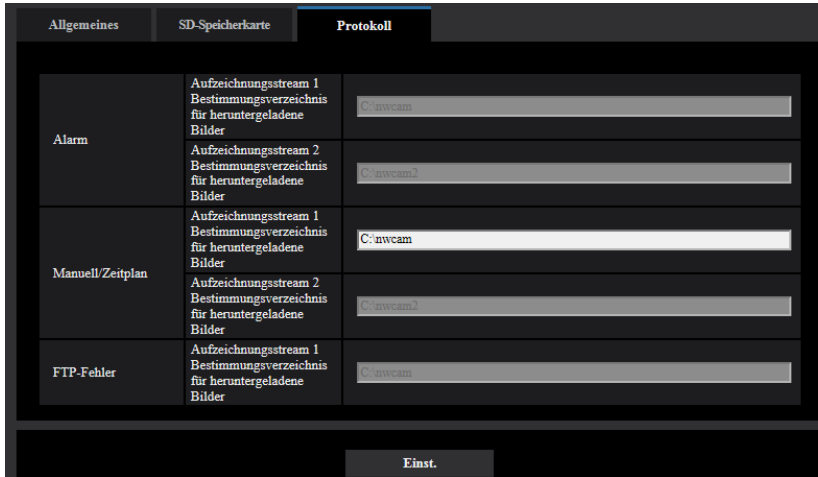 Allgemeines
SD-Speicherkarte
Protokoll
Alarm
Aufzeichnungsstream 1
Bestimmungsverzeichnis
für heruntergeladene
Bilder
C:\nwcam
Aufzeichnungsstream 2
Bestimmungsverzeichnis
für heruntergeladene
Bilder
C:\nwcam2
Manuell/Zeitplan
Aufzeichnungsstream 1
Bestimmungsverzeichnis
für heruntergeladene
Bilder
C:\nwcam
Aufzeichnungsstream 2
Bestimmungsverzeichnis
für heruntergeladene
Bilder
C:\nwcam2
FTP-Fehler
Aufzeichnungsstream 1
Bestimmungsverzeichnis
für heruntergeladene
Bilder
C:\nwcam
Einst.